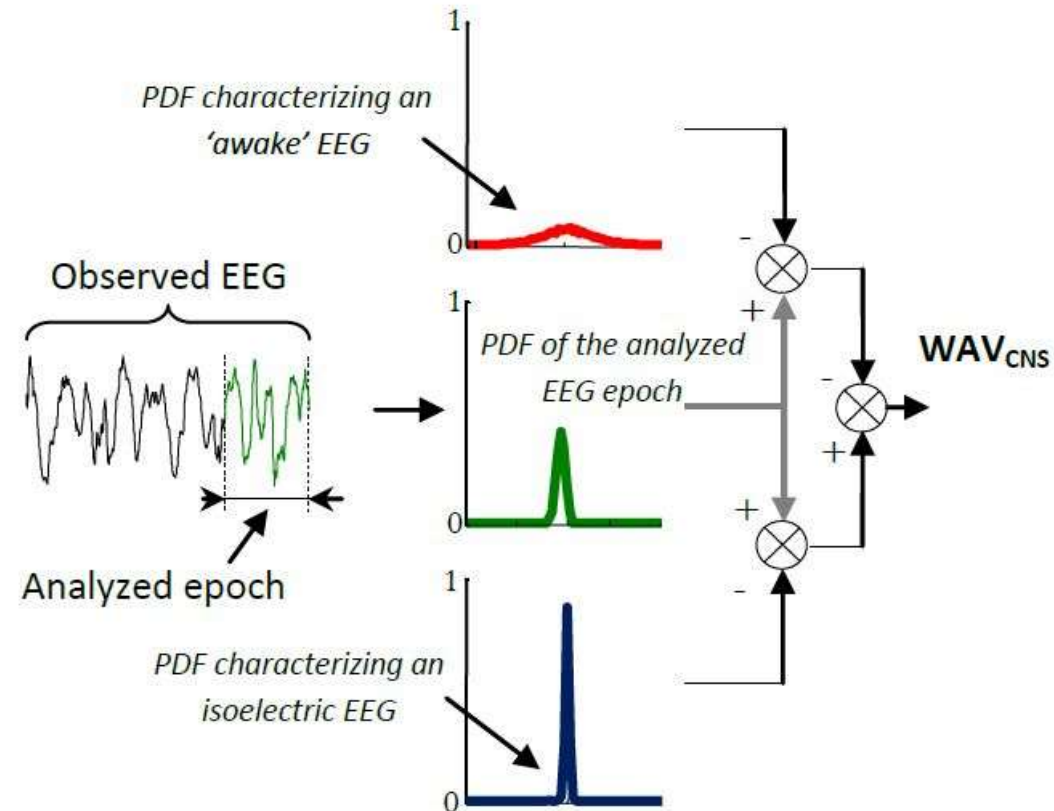 1
PDF characterizing an
'awake' EEG
0
-
Observed EEG
1
+
PDF of the analyzed
EEG epoch
WAV_CNS
-
+
0
+
Analyzed epoch
1
-
PDF characterizing an
isoelectric EEG
0